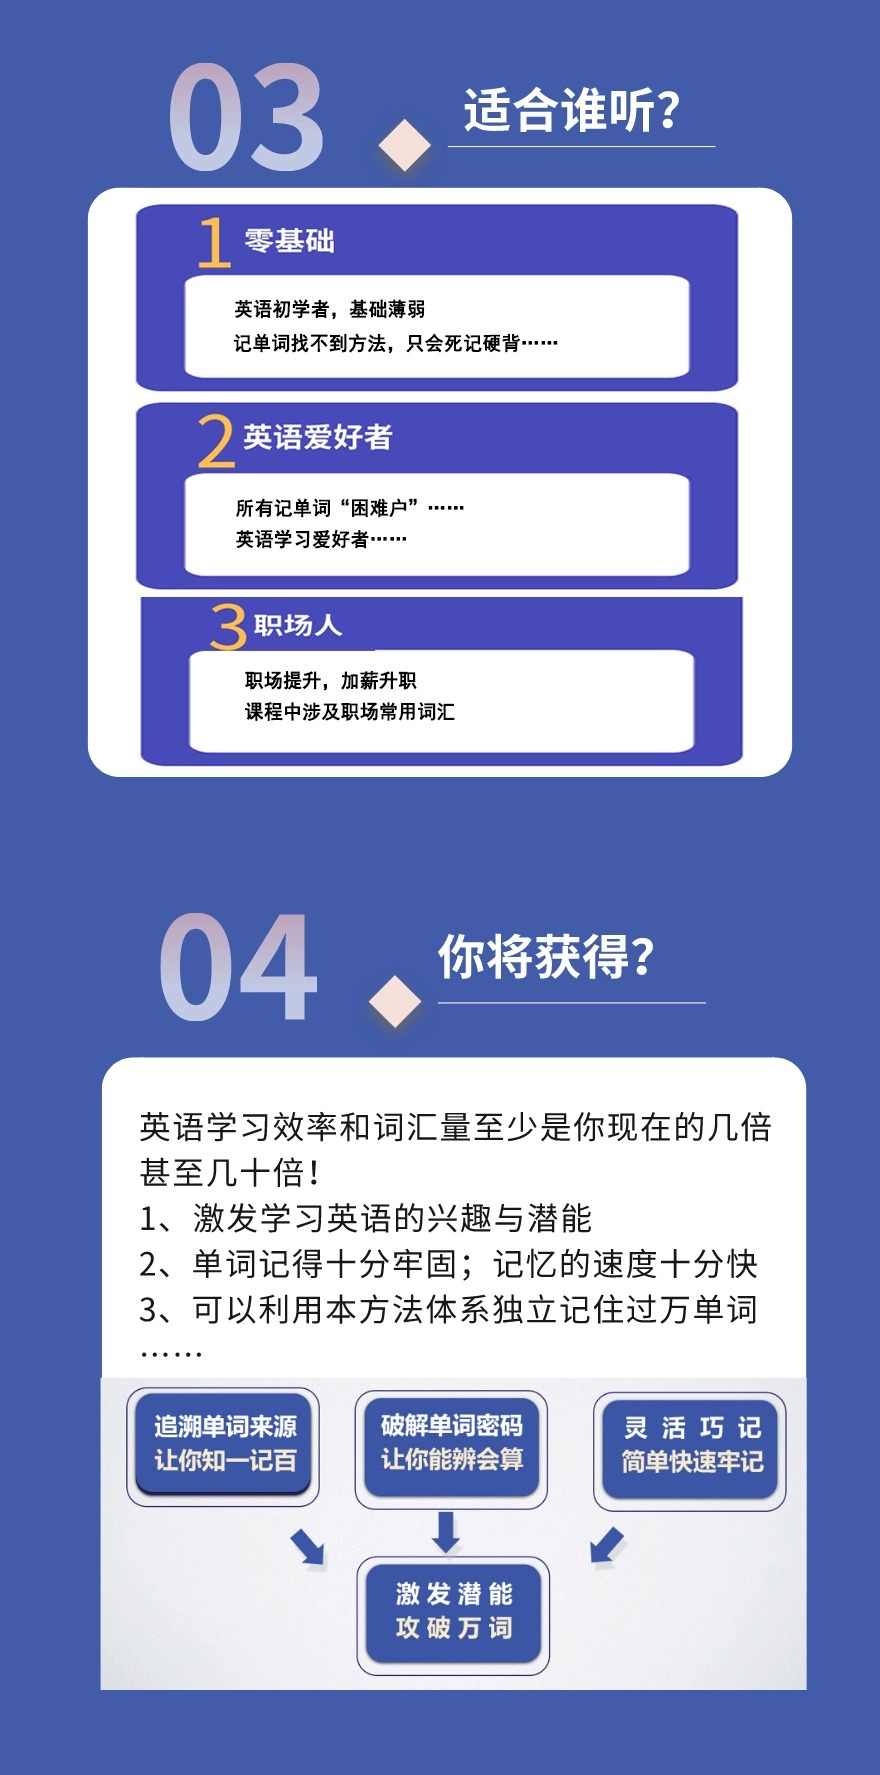 03
适合谁听？
1 零基础
英语初学者，基础薄弱
记单词找不到方法，只会死记硬背……
2 英语爱好者
所有记单词“困难户”……
英语学习爱好者……
3 职场人
职场提升，加薪升职
课程中涉及职场常用词汇
04
你将获得？
英语学习效率和词汇量至少是你现在的几倍
甚至几十倍！
1、激发学习英语的兴趣与潜能
2、单词记得十分牢固；记忆的速度十分快
3、可以利用本方法体系独立记住过万单词
……
追溯单词来源
让你知一记百
破解单词密码
让你能辨会算
灵活巧记
简单快速牢记
激发潜能
攻破万词